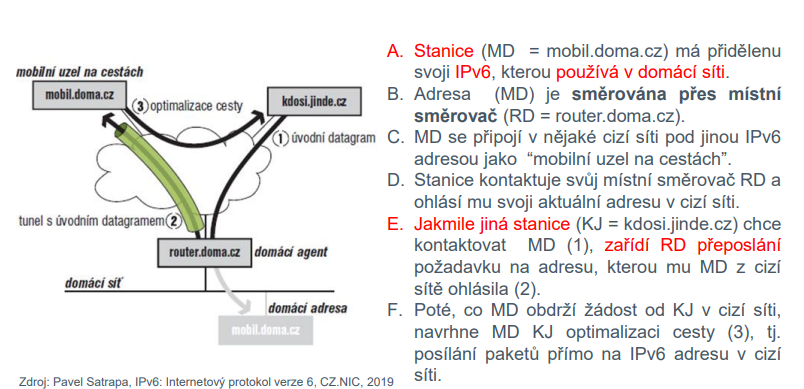 mobilní uzel na cestách
mobil.doma.cz
③ optimalizace cesty
kdosi.jinde.cz
① úvodní datagram
tunel s úvodním datagramem ②
router.doma.cz
domácí agent
domácí síť
domácí adresa
mobil.doma.cz
A. Stanice (MD = mobil.doma.cz) má přidělenu
svoji IPv6, kterou používá v domácí síti.
B. Adresa (MD) je směrována přes místní
směrovač (RD = router.doma.cz).
C. MD se připojí v nějaké cizí síti pod jinou IPv6
adresou jako “mobilní uzel na cestách”.
D. Stanice kontaktuje svůj místní směrovač RD a
ohlásí mu svoji aktuální adresu v cizí síti.
E. Jakmile jiná stanice (KJ = kdosi.jinde.cz) chce
kontaktovat MD (1), zařídí RD přeposlání
požadavku na adresu, kterou mu MD z cizí
sítě ohlásila (2).
F. Poté, co MD obdrží žádost od KJ v cizí síti,
navrhne MD KJ optimalizaci cesty (3), tj.
posílání paketů přímo na IPv6 adresu v cizí
síti.
Zdroj: Pavel Satrapa, IPv6: Internetový protokol verze 6, CZ.NIC, 2019